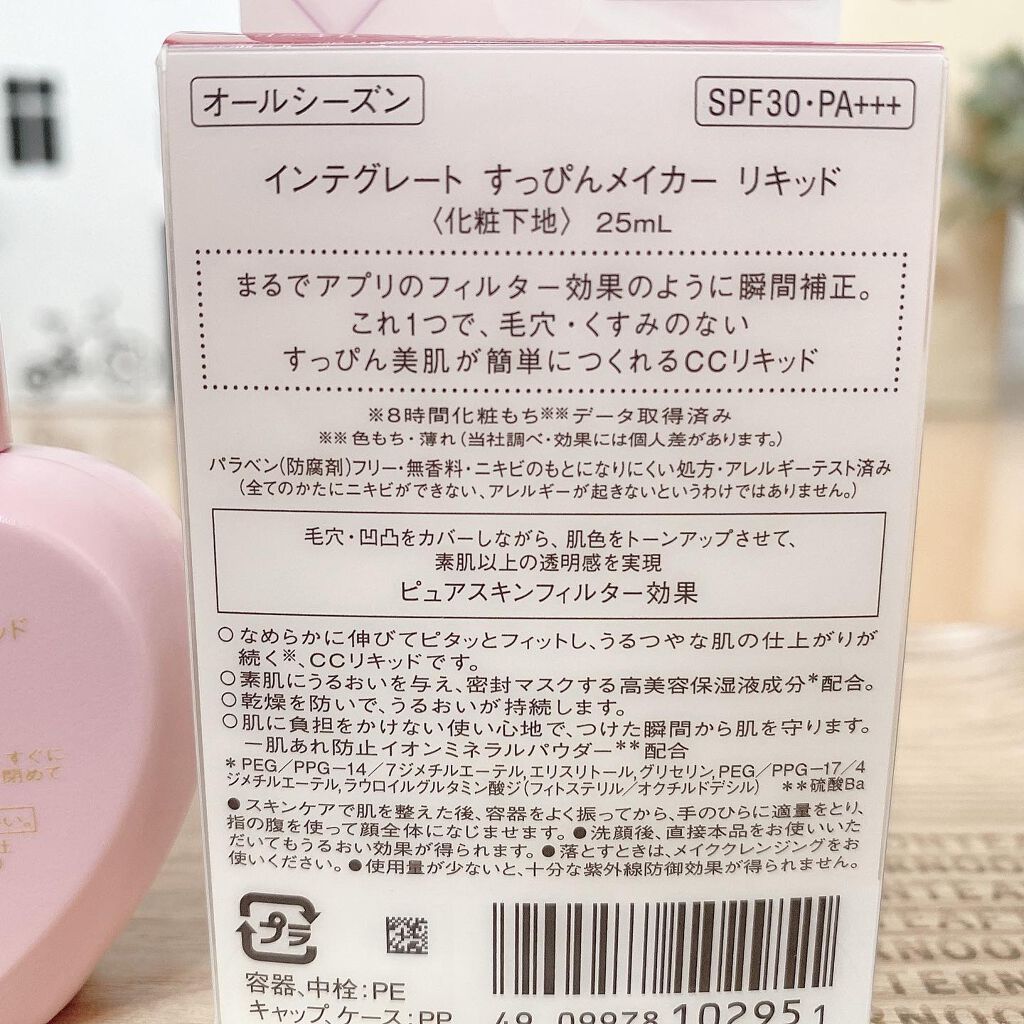 オールシーズン
SPF30・PA+++
インテグレート すっぴんメイカー リキッド
〈化粧下地〉 25mL
まるでアプリのフィルター効果のように瞬間補正。
これ1つで、毛穴・くすみのない
すっぴん美肌が簡単につくれるCCリキッド
※8時間化粧もち※※データ取得済み
※※色もち・薄れ(当社調べ・効果には個人差があります。)
パラベン(防腐剤)フリー・無香料・ニキビのもとになりにくい処方・アレルギーテスト済み
(全てのかたにニキビができない、アレルギーが起きないというわけではありません。)
毛穴・凹凸をカバーしながら、肌色をトーンアップさせて、
素肌以上の透明感を実現
ピュアスキンフィルター効果
○なめらかに伸びてピタッとフィットし、うるつやな肌の仕上がりが
続く※、CCリキッドです。
○素肌にうるおいを与え、密封マスクする高美容保湿液成分*配合。
○乾燥を防いで、うるおいが持続します。
○肌に負担をかけない使い心地で、つけた瞬間から肌を守ります。
ー肌あれ防止イオンミネラルパウダー**配合
*PEG/PPG-14/7ジメチルエーテル,エリスリトール,グリセリン,PEG/PPG-17/4
ジメチルエーテル,ラウロイルグルタミン酸ジ(フィトステリル/オクチルドデシル) **硫酸Ba
●スキンケアで肌を整えた後、容器をよく振ってから、手のひらに適量をとり、
指の腹を使って顔全体になじませます。●洗顔後、直接本品をお使いいた
だいてもうるおい効果が得られます。●落とすときは、メイククレンジングをお
使いください。●使用量が少ないと、十分な紫外線防御効果が得られません。
プラ
容器、中栓:PE
キャップ、ケース:PP
49 09978 102951
ッド
すぐに
閉めて
い。
社
TERN